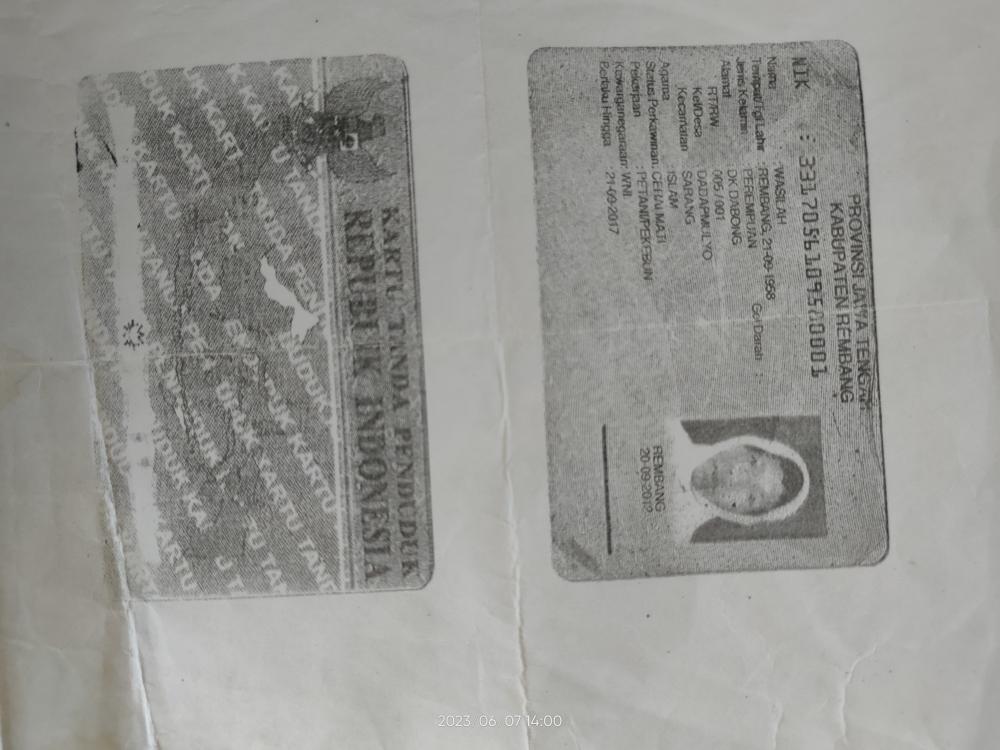 PROVINSI JAWA TENGAH
KABUPATEN REMBANG
NIK : 3317056109570001
Nama : WASILAH
Tempat/Tgl Lahir : REMBANG, 21-09-1958
Jenis Kelamin : PEREMPUAN Gol Darah :
Alamat DK DABONG
RT/RW 005 / 001
Kel/Desa DADAPMULYO
Kecamatan SARANG
Agama ISLAM
Status Perkawinan: CERAI MATI
Pekerjaan : PETANI/PEKEBUN
Kewarganegaraan: WNI
Berlaku Hingga : 21-09-2017
REMBANG
20-09-2012
KARTU TANDA PENDUDUK
REPUBLIK INDONESIA
2023 06 07 14:00